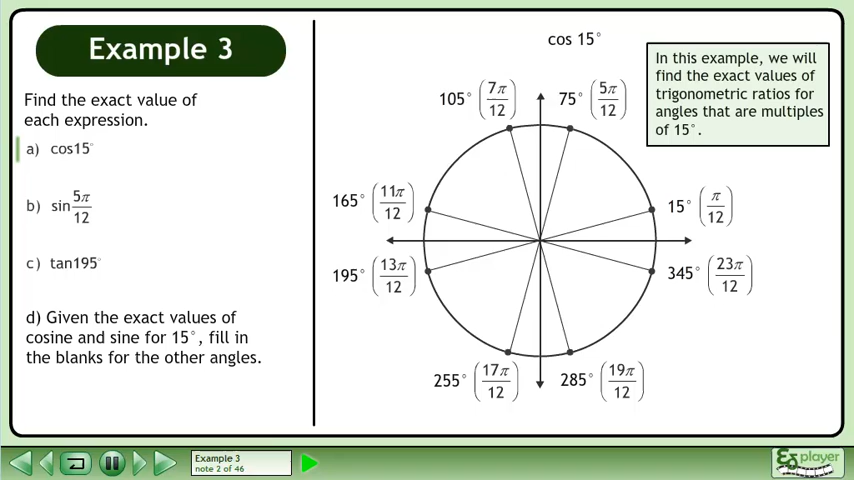 Example 3
Find the exact value of
each expression.
a) cos15°
b) sin 5π/12
c) tan195°
d) Given the exact values of
cosine and sine for 15°, fill in
the blanks for the other angles.
cos 15°
In this example, we will
find the exact values of
trigonometric ratios for
angles that are multiples
of 15°.
105° (7π/12)
75° (5π/12)
165° (11π/12)
15° (π/12)
195° (13π/12)
345° (23π/12)
255° (17π/12)
285° (19π/12)
Example 3
note 2 of 46
player